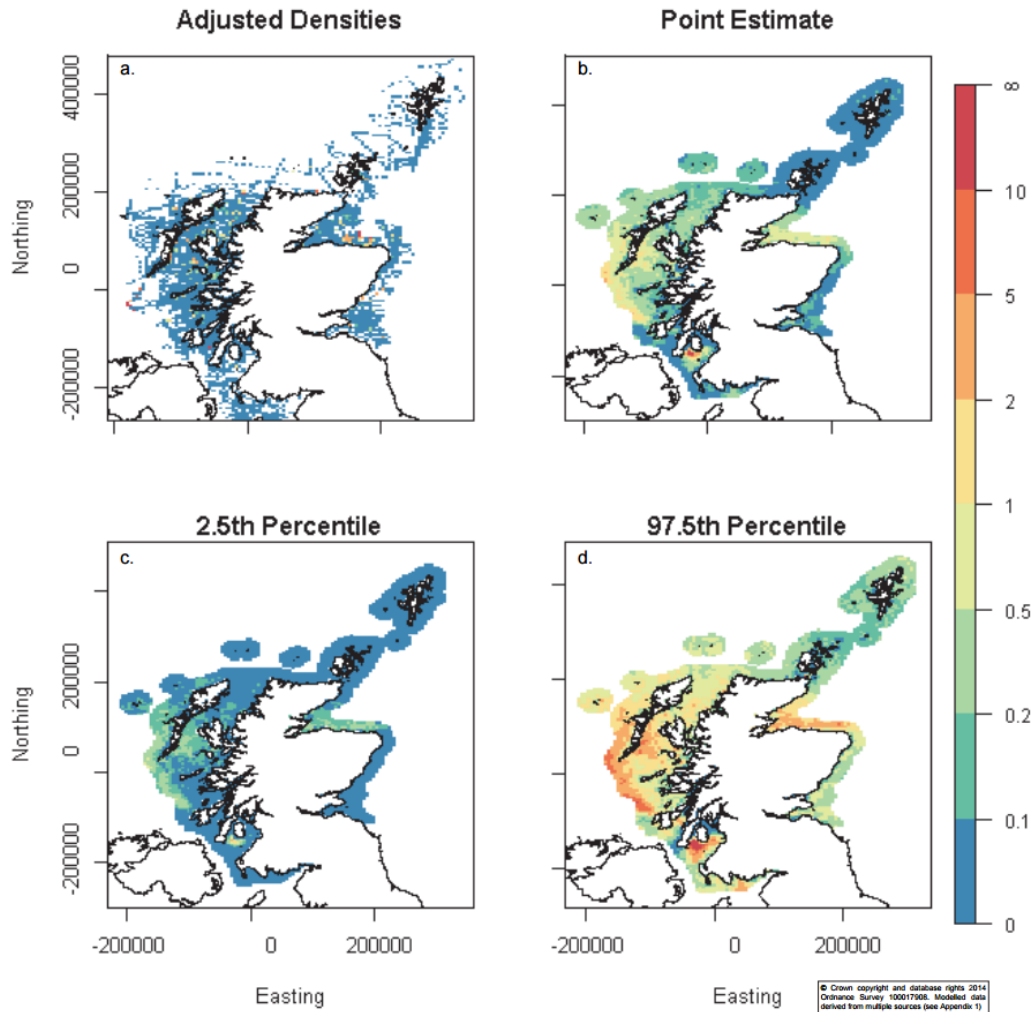 Adjusted Densities
Point Estimate
a.
b.
Northing
400000
200000
0
-200000
∞
10
5
2
1
0.5
0.2
0.1
0
2.5th Percentile
97.5th Percentile
c.
d.
Northing
200000
0
-200000
-200000
0
200000
-200000
0
200000
Easting
Easting
© Crown copyright and database rights 2014
Ordnance Survey 100017908. Modelled data
derived from multiple sources (see Appendix 1)